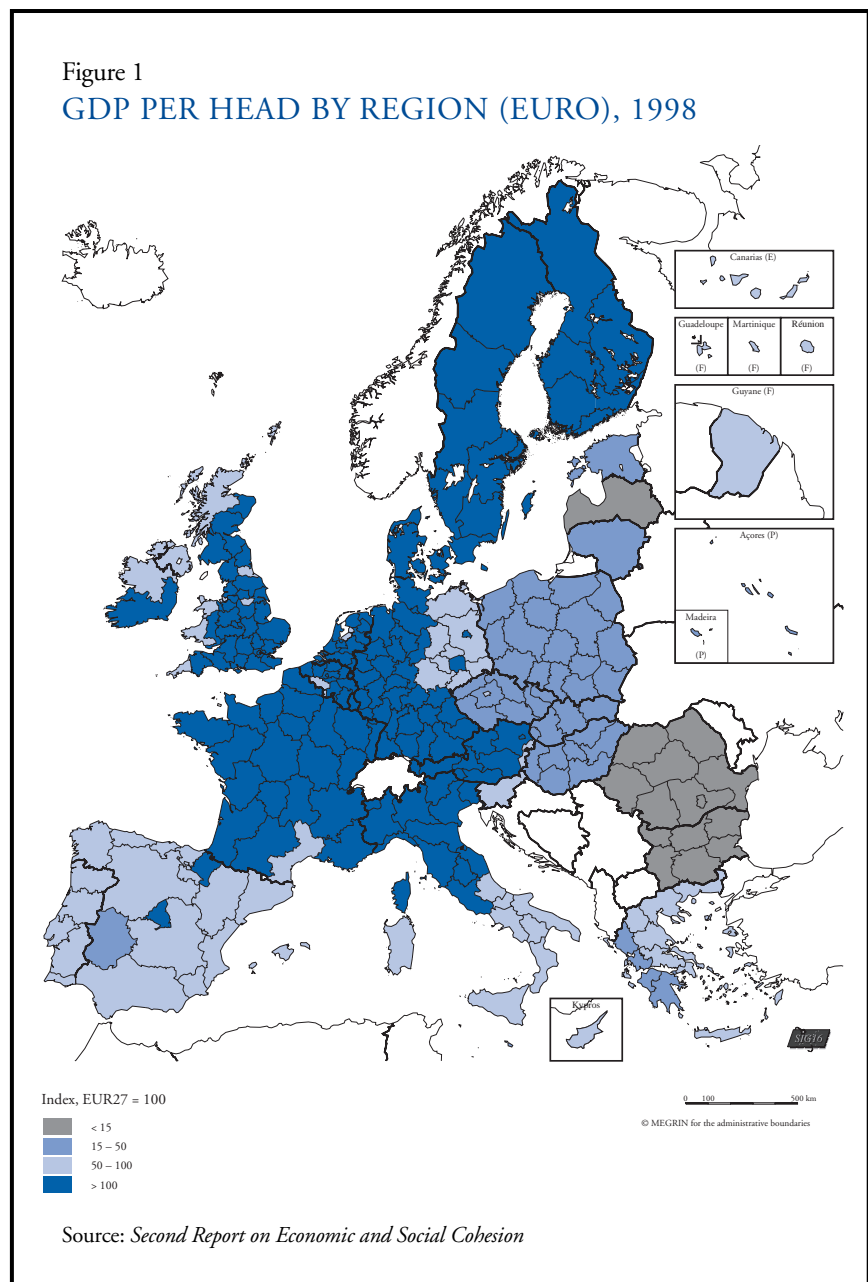 Figure 1
GDP PER HEAD BY REGION (EURO), 1998
Canarias (E)
Guadeloupe
Martinique
Réunion
(F)
(F)
(F)
Guyane (F)
Açores (P)
Madeira
(P)
Kypros
SIG16
Index, EUR27 = 100
0 100 500 km
© MEGRIN for the administrative boundaries
< 15
15 – 50
50 – 100
> 100
Source: Second Report on Economic and Social Cohesion